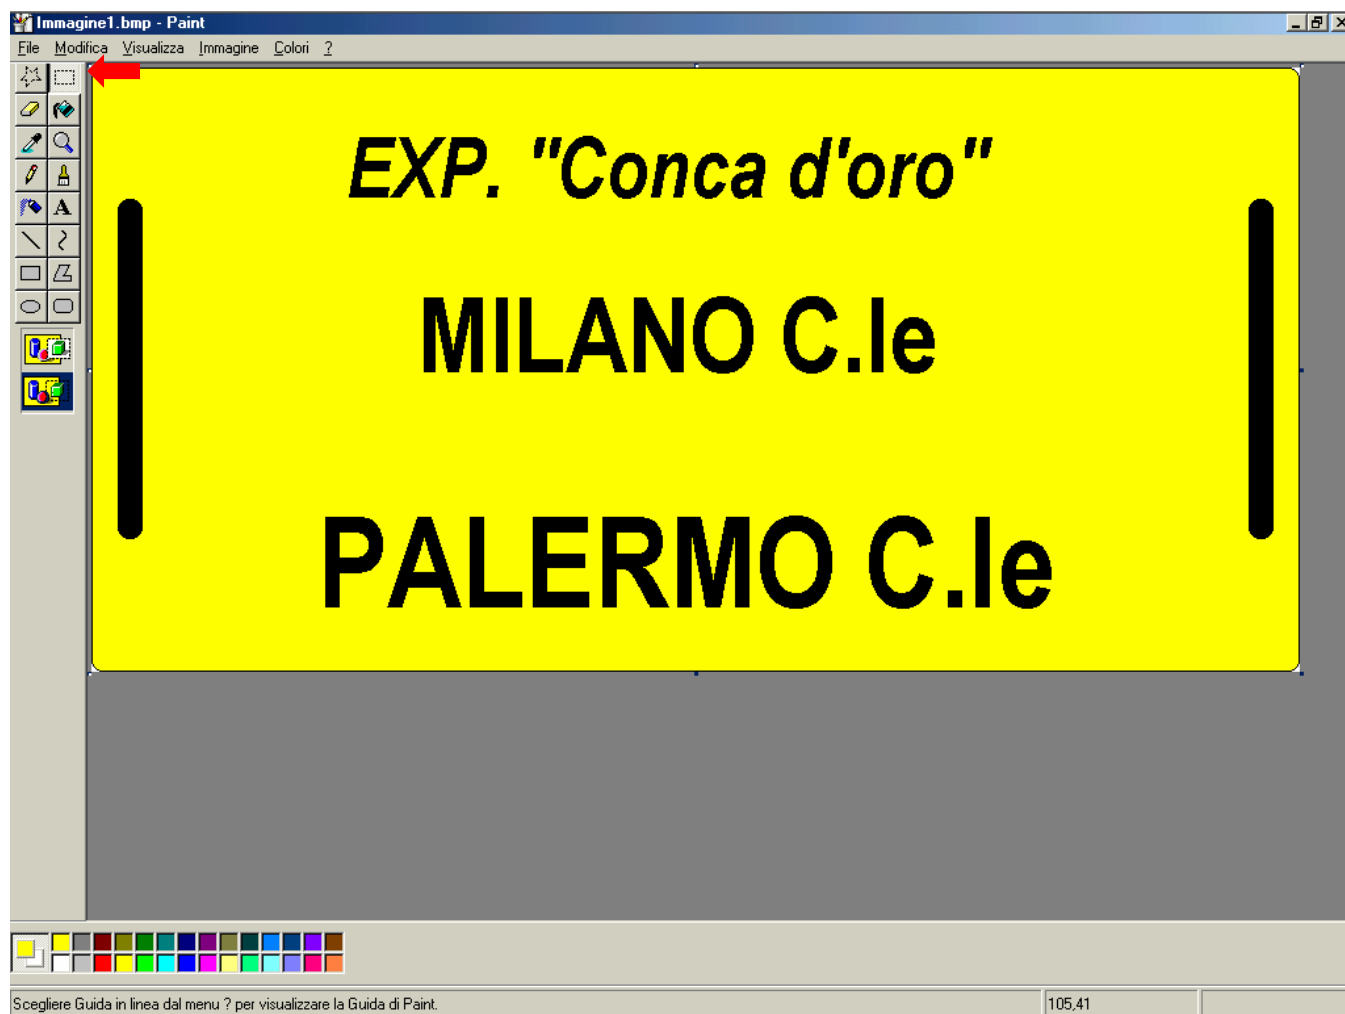 Immagine1.bmp - Paint
File Modifica Visualizza Immagine Colori ?
A
EXP. "Conca d'oro"
MILANO C.le
PALERMO C.le
Scegliere Guida in linea dal menu ? per visualizzare la Guida di Paint.
105,41